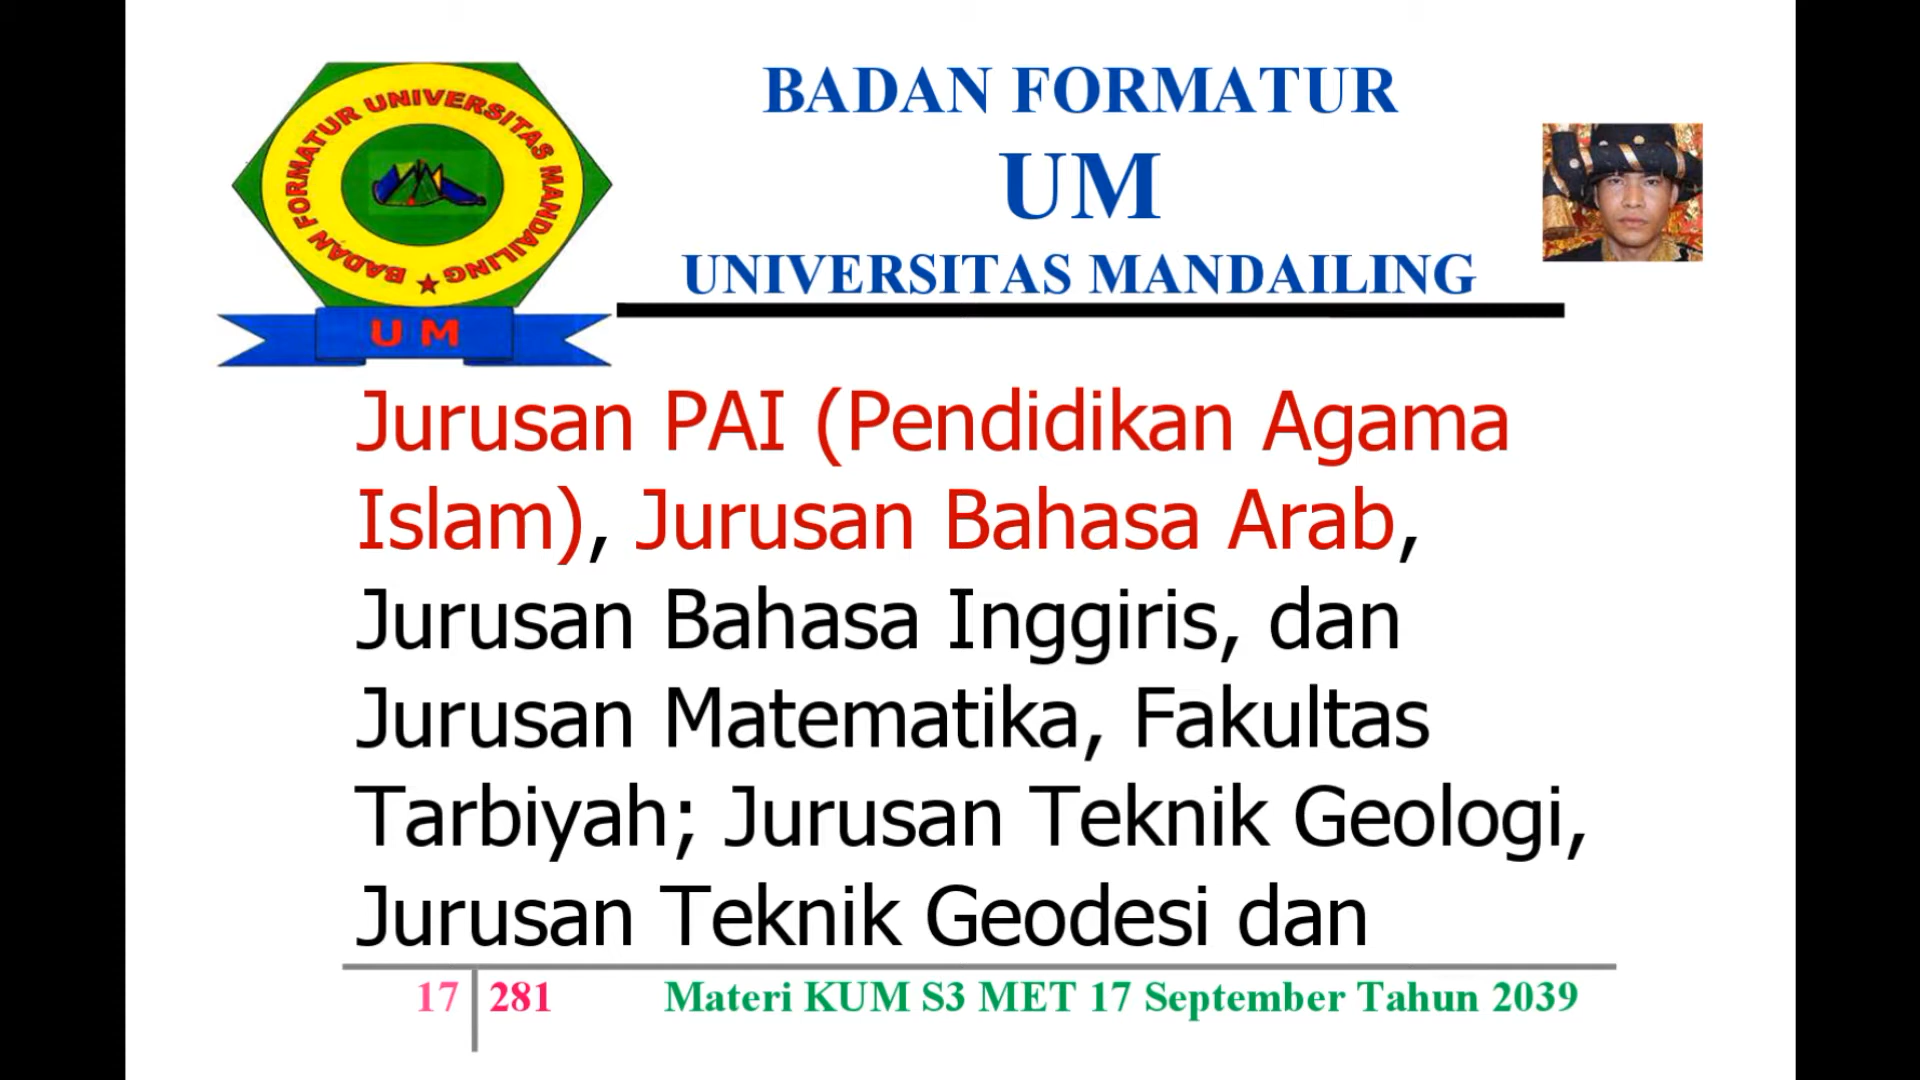 BADAN FORMATUR
UM
UNIVERSITAS MANDAILING
BADAN FORMATUR UNIVERSITAS MANDAILING
U M
Jurusan PAI (Pendidikan Agama
Islam), Jurusan Bahasa Arab,
Jurusan Bahasa Inggiris, dan
Jurusan Matematika, Fakultas
Tarbiyah; Jurusan Teknik Geologi,
Jurusan Teknik Geodesi dan
17 281 Materi KUM S3 MET 17 September Tahun 2039